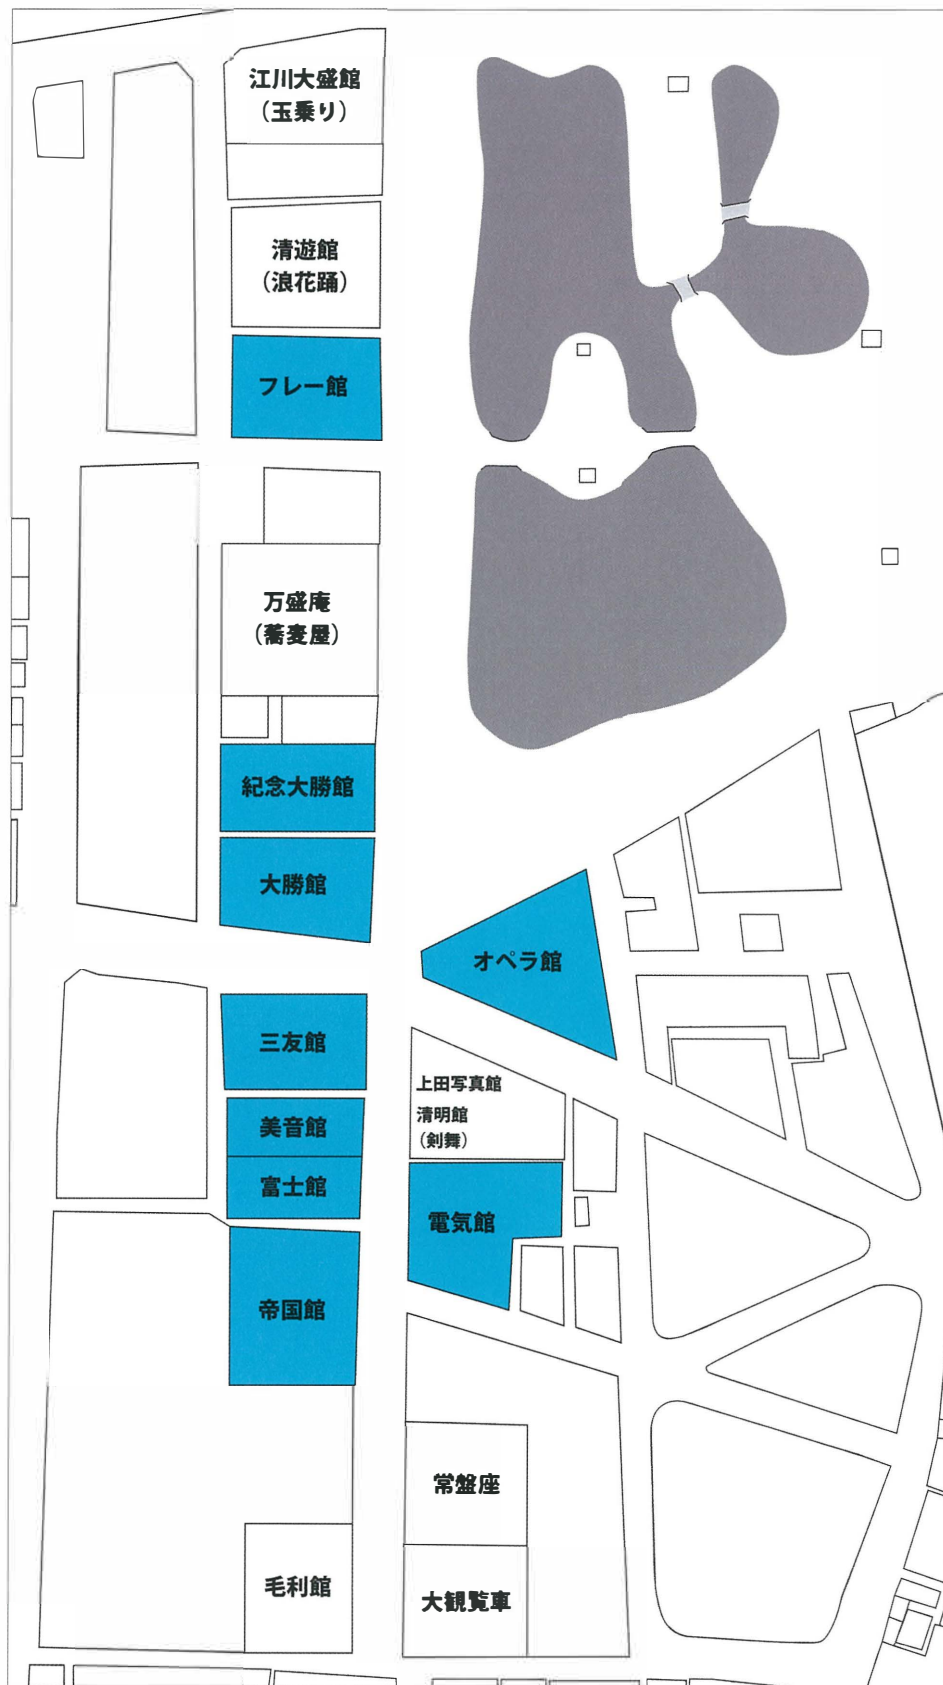 江川大盛館
（玉乗り）
清遊館
（浪花踊）
フレー館
万盛庵
（蕎麦屋）
紀念大勝館
大勝館
オペラ館
三友館
上田写真館
清明館
（剣舞）
美音館
富士館
電気館
帝国館
常盤座
毛利館
大観覧車